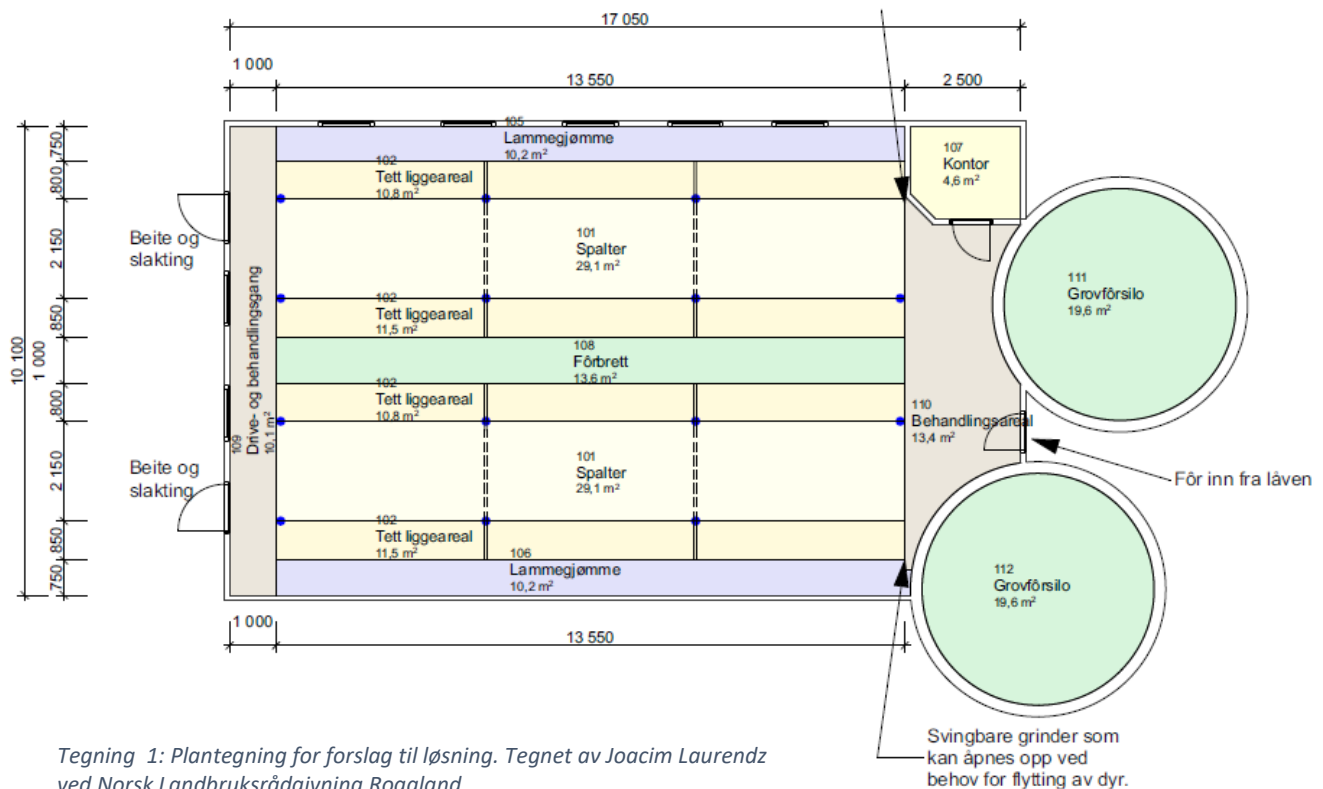 17 050
1 000
13 550
2 500
10 100
750
800
2 150
850
1 000
800
2 150
850
750
105
Lammegjømme
10,2 m²
102
Tett liggeareal
10,8 m²
107
Kontor
4,6 m²
Beite og
slakting
101
Spalter
29,1 m²
111
Grovfôrsilo
19,6 m²
102
Tett liggeareal
11,5 m²
108
Fôrbrett
13,6 m²
109
Drive- og behandlingsgang
10,1 m²
102
Tett liggeareal
10,8 m²
110
Behandlingsareal
13,4 m²
Beite og
slakting
101
Spalter
29,1 m²
Fôr inn fra låven
102
Tett liggeareal
11,5 m²
106
Lammegjømme
10,2 m²
112
Grovfôrsilo
19,6 m²
1 000
13 550
Svingbare grinder som
kan åpnes opp ved
behov for flytting av dyr.
Tegning 1: Plantegning for forslag til løsning. Tegnet av Joacim Laurendz
ved Norsk Landbruksrådgivning Rogaland